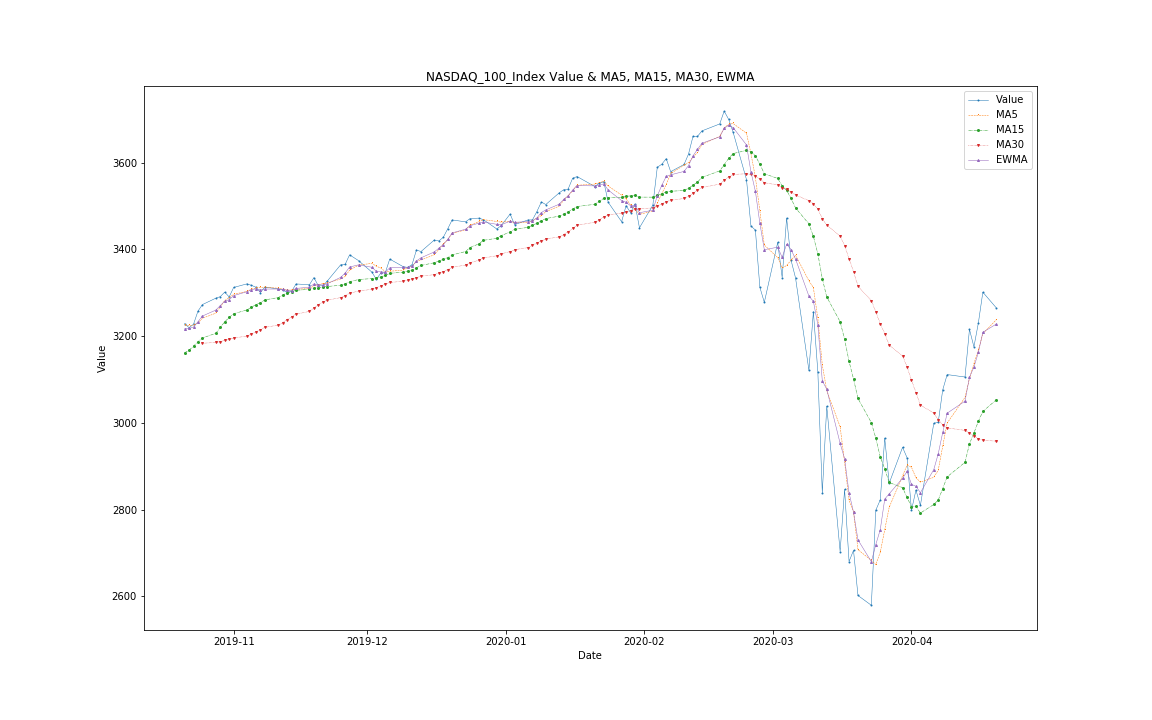 NASDAQ_100_Index Value & MA5, MA15, MA30, EWMA
Value
MA5
MA15
MA30
EWMA
3600
3400
3200
3000
2800
2600
Value
2019-11
2019-12
2020-01
2020-02
2020-03
2020-04
Date